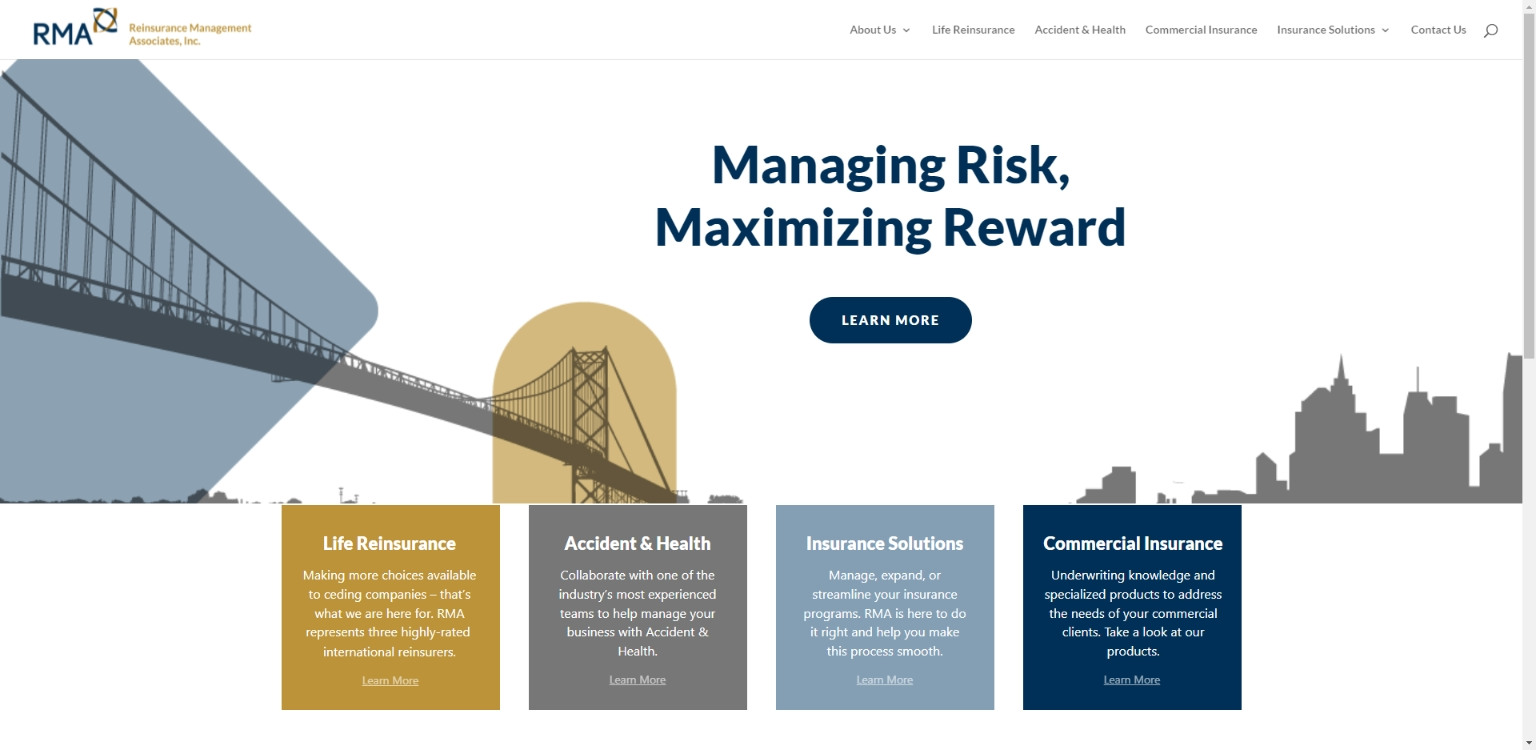 RMA
Reinsurance Management
Associates, Inc.
About Us
Life Reinsurance
Accident & Health
Commercial Insurance
Insurance Solutions
Contact Us
Managing Risk,
Maximizing Reward
LEARN MORE
Life Reinsurance
Making more choices available
to ceding companies – that's
what we are here for. RMA
represents three highly-rated
international reinsurers.
Learn More
Accident & Health
Collaborate with one of the
industry's most experienced
teams to help manage your
business with Accident &
Health.
Learn More
Insurance Solutions
Manage, expand, or
streamline your insurance
programs. RMA is here to do
it right and help you make
this process smooth.
Learn More
Commercial Insurance
Underwriting knowledge and
specialized products to address
the needs of your commercial
clients. Take a look at our
products.
Learn More